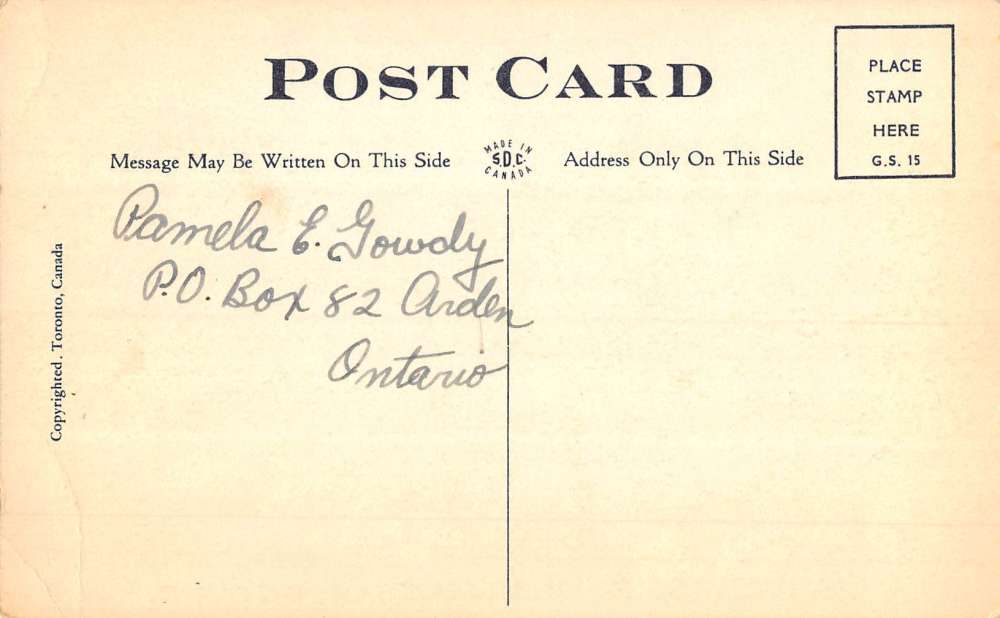 POST CARD
PLACE
STAMP
HERE
G.S. 15
Message May Be Written On This Side
MADE IN
S.D.C.
CANADA
Address Only On This Side
Pamela E. Gowdy
P.O. Box 82 Arden
Ontario
Copyrighted. Toronto, Canada